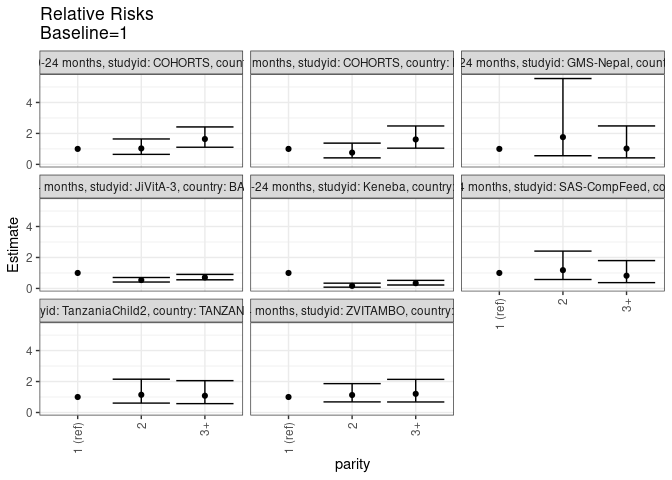 Relative Risks
Baseline=1
-24 months, studyid: COHORTS, coun
months, studyid: COHORTS, country:
24 months, studyid: GMS-Nepal, count
4
2
0
months, studyid: JiVitA-3, country: BA
-24 months, studyid: Keneba, country:
months, studyid: SAS-CompFeed, co
4
2
0
Estimate
1 (ref)
2
3+
yid: TanzaniaChild2, country: TANZAN
months, studyid: ZVITAMBO, country:
4
2
0
1 (ref)
2
3+
1 (ref)
2
3+
parity